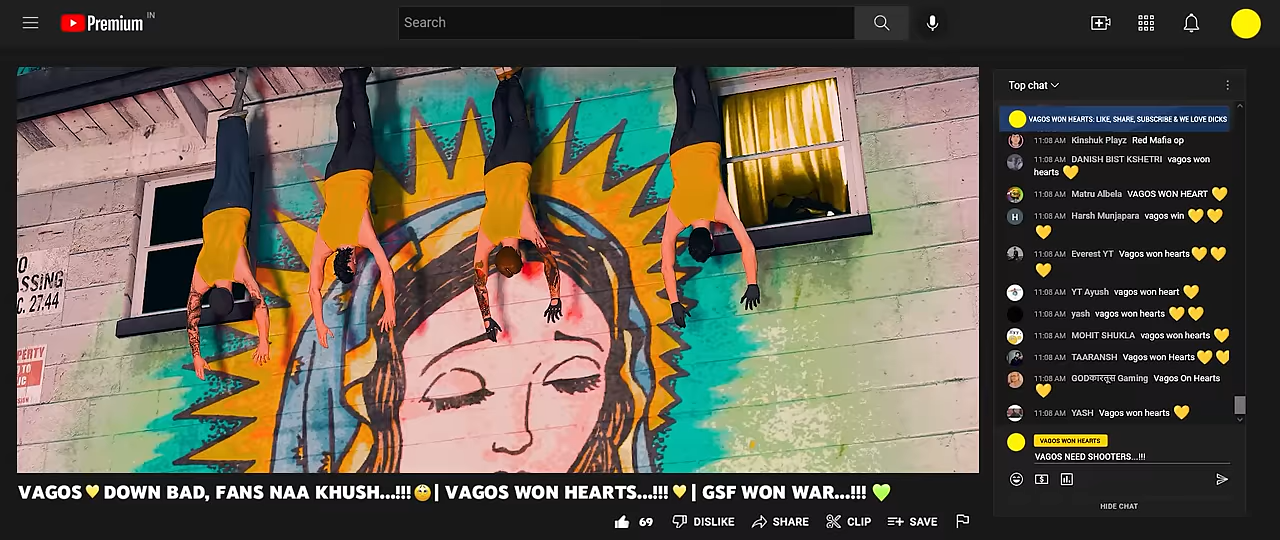 Premium IN
Search
O
ASSING
C. 27.44
PERTY
D TO
IC
VAGOS💛DOWN BAD, FANS NAA KHUSH...!!!🥺| VAGOS WON HEARTS...!!!💛| GSF WON WAR...!!! 💚
69 DISLIKE SHARE CLIP SAVE
Top chat
VAGOS WON HEARTS: LIKE, SHARE, SUBSCRIBE & WE LOVE DICKS
11:08 AM Kinshuk Playz Red Mafia op
11:08 AM DANISH BIST KSHETRI vagos won
hearts 💛
11:08 AM Matru Albela VAGOS WON HEART 💛
H 11:08 AM Harsh Munjapara vagos win 💛💛
💛
11:08 AM Everest YT Vagos won hearts💛💛
💛
11:08 AM YT Ayush vagos won heart 💛
11:08 AM yash vagos won hearts 💛💛
11:08 AM MOHIT SHUKLA vagos won hearts 💛
11:08 AM TAARANSH Vagos won Hearts💛💛
11:08 AM GODकारतूस Gaming Vagos On Hearts
💛
11:08 AM YASH Vagos won hearts 💛
VAGOS WON HEARTS
VAGOS NEED SHOOTERS...!!!
HIDE CHAT